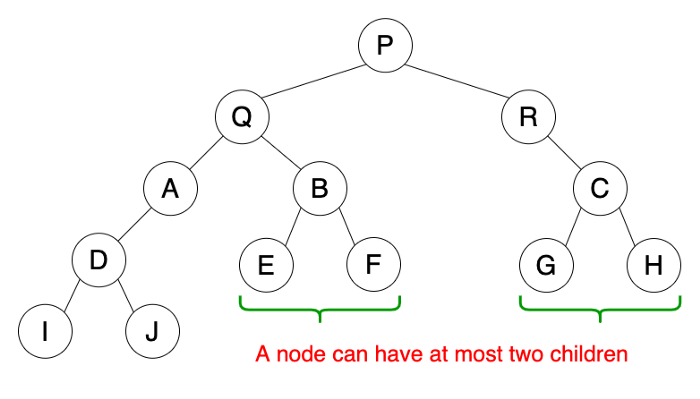 P
Q R
A B C
D E F G H
I J
A node can have at most two children